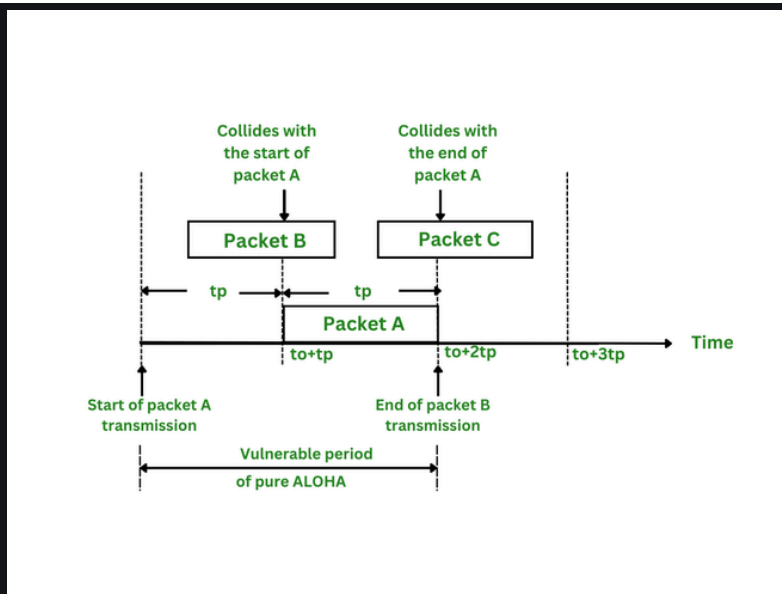 Collides with
the start of
packet A
Collides with
the end of
packet A
Packet B
Packet C
tp
tp
Packet A
Time
to+tp
to+2tp
to+3tp
Start of packet A
transmission
End of packet B
transmission
Vulnerable period
of pure ALOHA